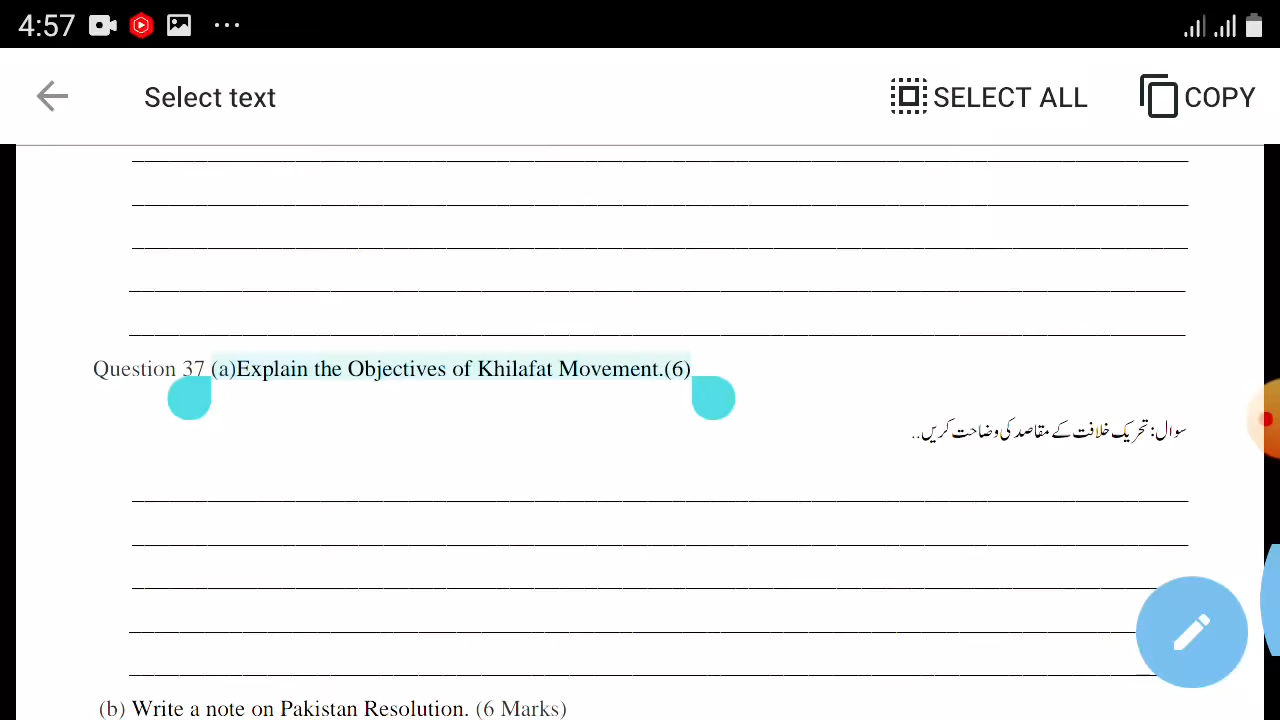 4:57
Select text
SELECT ALL
COPY
Question 37 (a)Explain the Objectives of Khilafat Movement.(6)
سوال: تحریک خلافت کے مقاصد کی وضاحت کریں..
(b) Write a note on Pakistan Resolution. (6 Marks)